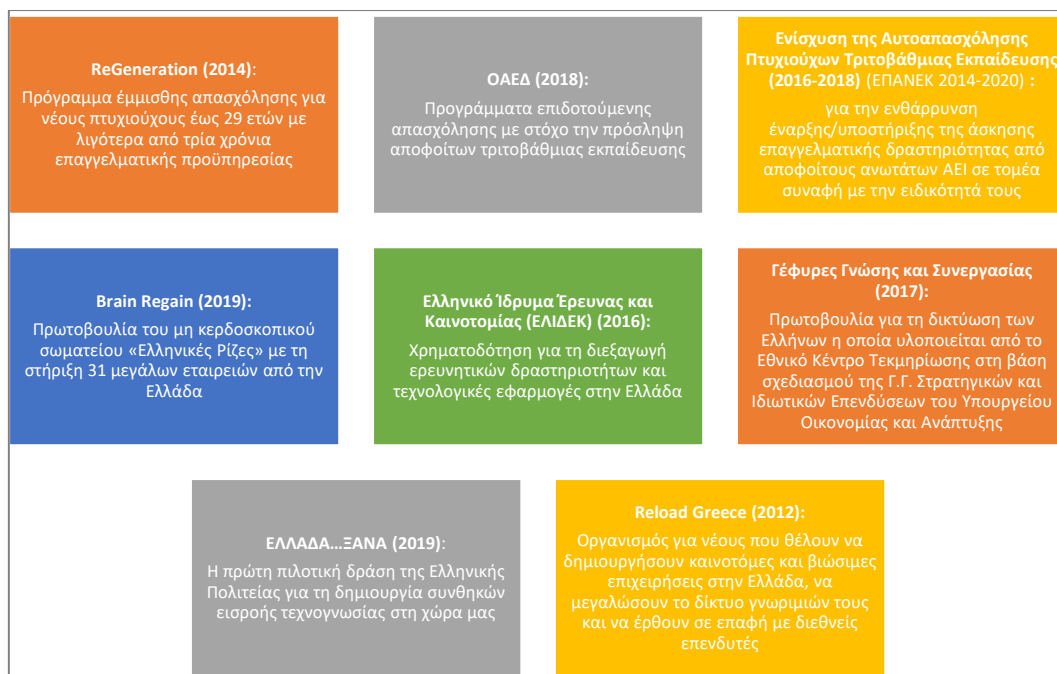 ReGeneration (2014):
Πρόγραμμα έμμισθης απασχόλησης για
νέους πτυχιούχους έως 29 ετών με
λιγότερα από τρία χρόνια
επαγγελματική προϋπηρεσίας
ΟΑΕΔ (2018):
Προγράμματα επιδοτούμενης
απασχόλησης με στόχο την πρόσληψη
αποφοίτων τριτοβάθμιας εκπαίδευσης
Ενίσχυση της Αυτοαπασχόλησης
Πτυχιούχων Τριτοβάθμιας Εκπαίδευσης
(2016-2018) (ΕΠΑΝΕΚ 2014-2020) :
για την ενθάρρυνση
έναρξης/υποστήριξης της άσκησης
επαγγελματικής δραστηριότητας από
αποφοίτους ανωτάτων ΑΕΙ σε τομέα
συναφή με την ειδικότητά τους
Brain Regain (2019):
Πρωτοβουλία του μη κερδοσκοπικού
σωματείου «Ελληνικές Ρίζες» με τη
στήριξη 31 μεγάλων εταιρειών από την
Ελλάδα
Ελληνικό Ίδρυμα Έρευνας και
Καινοτομίας (ΕΛΙΔΕΚ) (2016):
Χρηματοδότηση για τη διεξαγωγή
ερευνητικών δραστηριοτήτων και
τεχνολογικές εφαρμογές στην Ελλάδα
Γέφυρες Γνώσης και Συνεργασίας
(2017):
Πρωτοβουλία για τη δικτύωση των
Ελλήνων η οποία υλοποιείται από το
Εθνικό Κέντρο Τεκμηρίωσης στη βάση
σχεδιασμού της Γ.Γ. Στρατηγικών και
Ιδιωτικών Επενδύσεων του Υπουργείου
Οικονομίας και Ανάπτυξης
ΕΛΛΑΔΑ...ΞΑΝΑ (2019):
Η πρώτη πιλοτική δράση της Ελληνικής
Πολιτείας για τη δημιουργία συνθηκών
εισροής τεχνογνωσίας στη χώρα μας
Reload Greece (2012):
Οργανισμός για νέους που θέλουν να
δημιουργήσουν καινοτόμες και βιώσιμες
επιχειρήσεις στην Ελλάδα, να
μεγαλώσουν το δίκτυο γνωριμιών τους
και να έρθουν σε επαφή με διεθνείς
επενδυτές